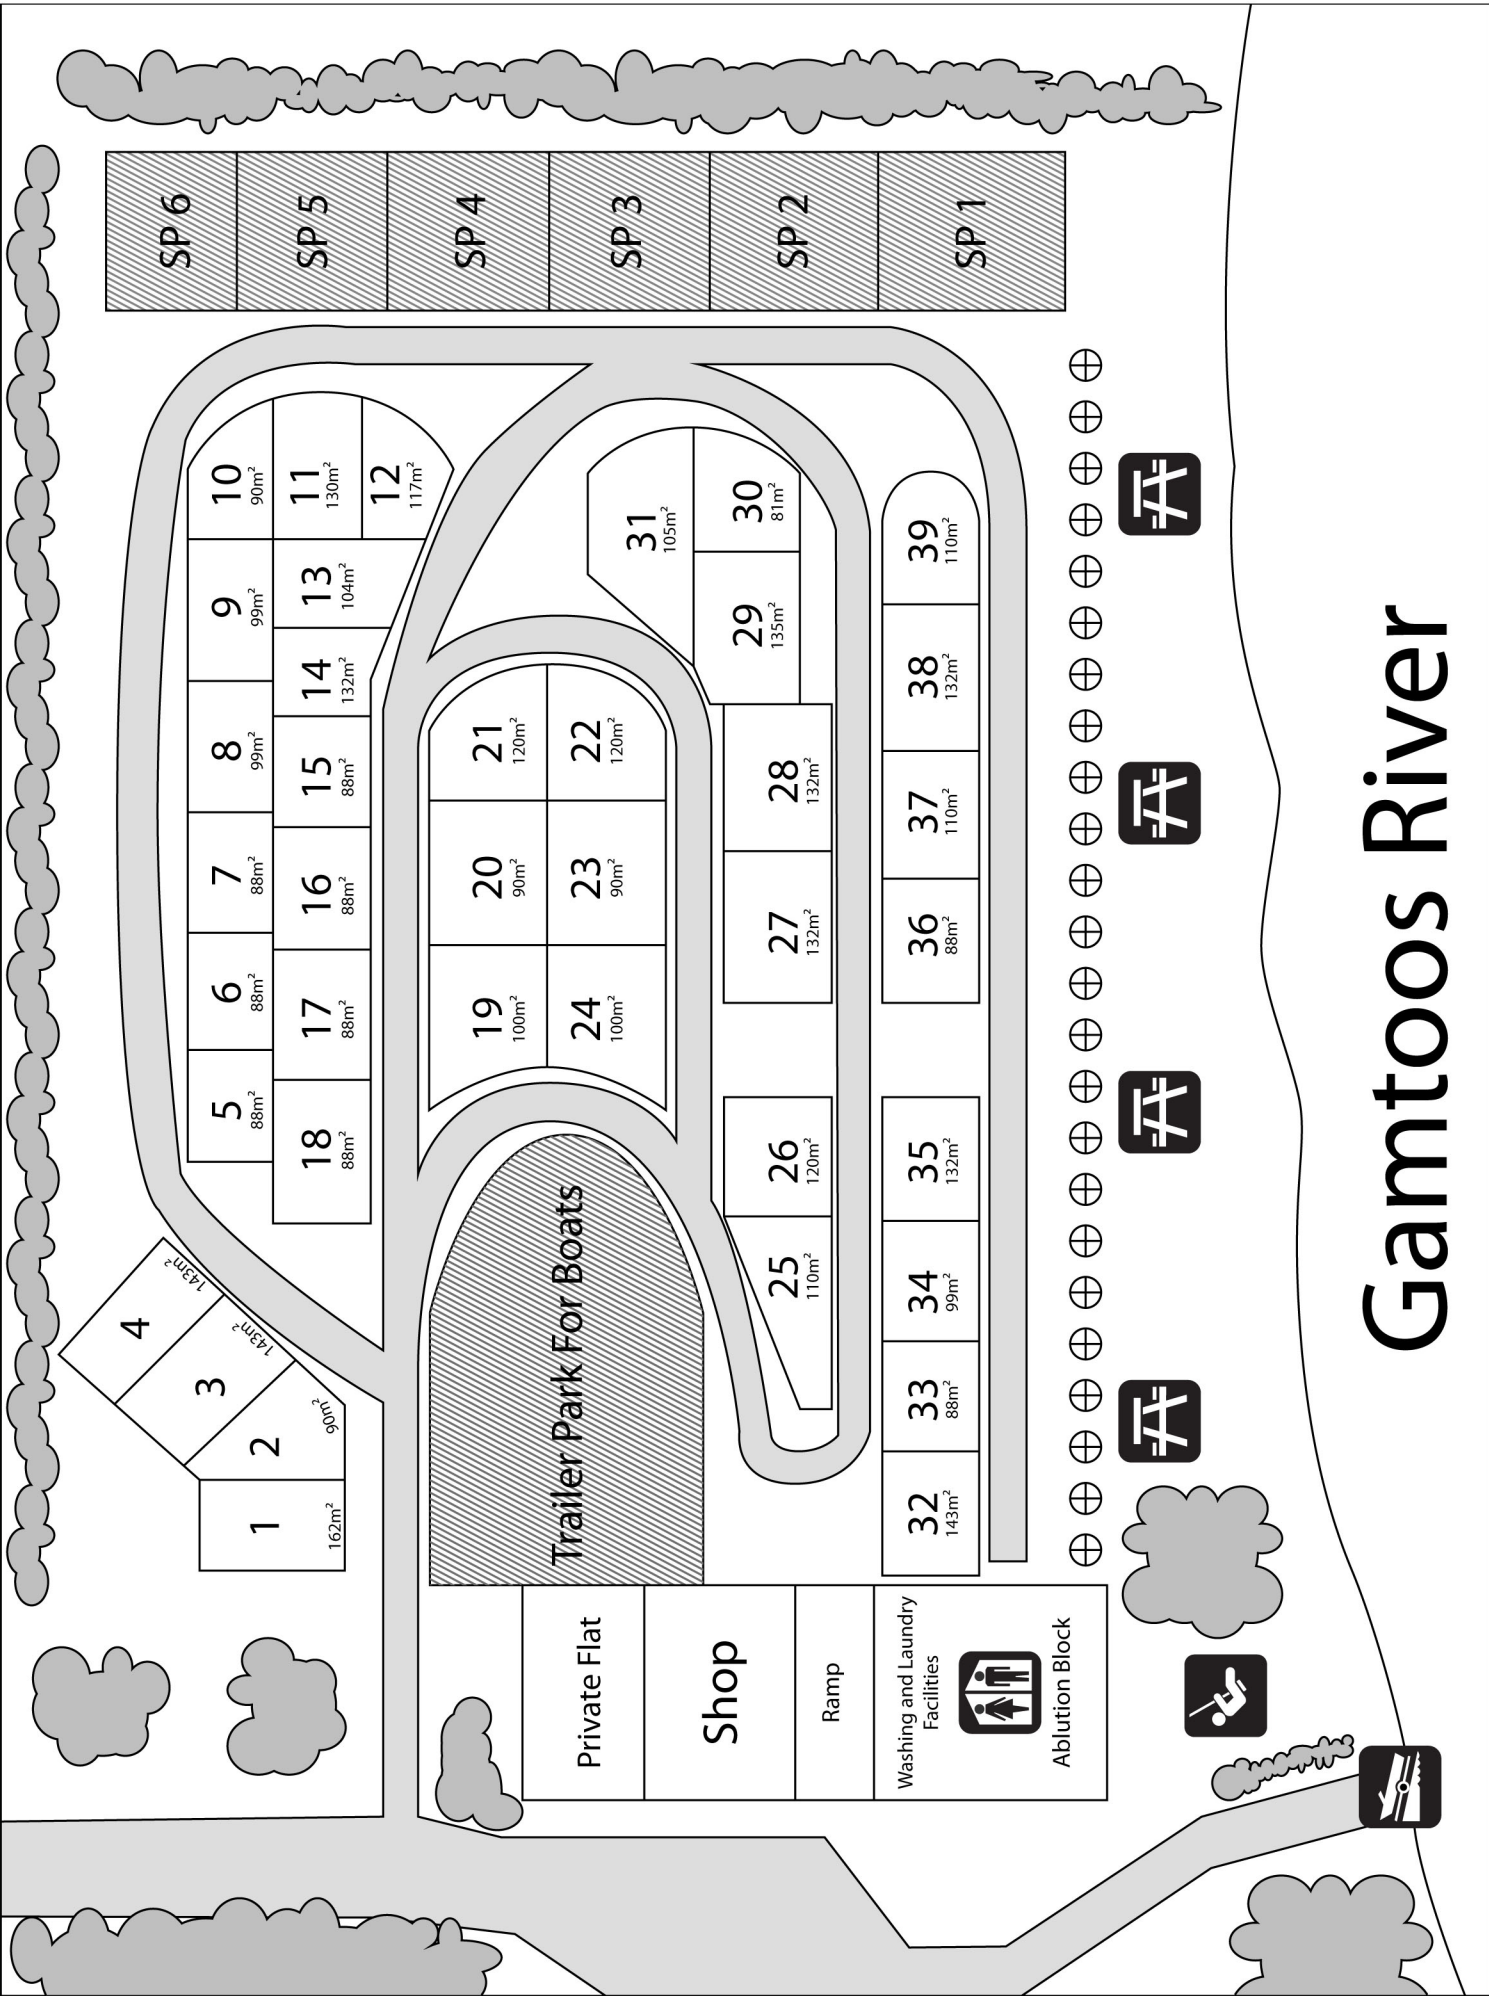 1
162m²
2
90m²
3
143m²
4
143m²
5
88m²
6
88m²
7
88m²
8
99m²
9
99m²
10
90m²
11
130m²
12
117m²
13
104m²
14
132m²
15
88m²
16
88m²
17
88m²
18
88m²
19
100m²
20
90m²
21
120m²
22
120m²
23
90m²
24
100m²
25
110m²
26
120m²
27
132m²
28
132m²
29
135m²
30
81m²
31
105m²
32
143m²
33
88m²
34
99m²
35
132m²
36
88m²
37
110m²
38
132m²
39
110m²
SP 6
SP 5
SP 4
SP 3
SP 2
SP 1
Trailer Park For Boats
Private Flat
Shop
Ramp
Washing and Laundry
Facilities
Ablution Block
Gamtoos River